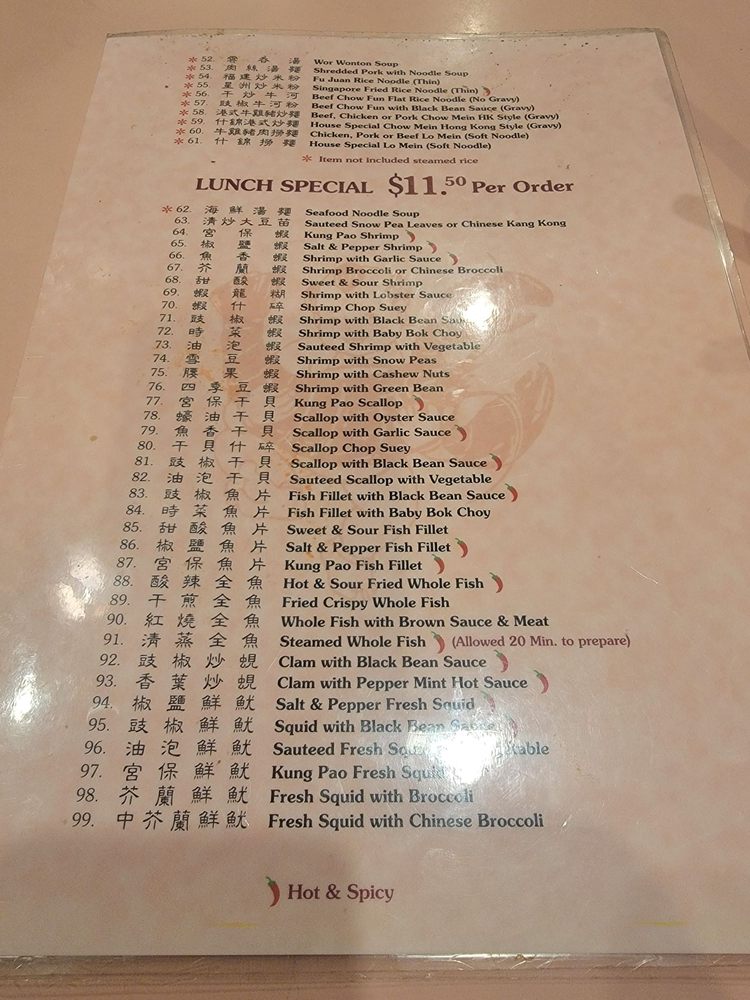 * 52. 雲吞湯 Wor Wonton Soup
* 53. 肉絲湯麵 Shredded Pork with Noodle Soup
* 54. 福建炒米粉 Fu Juan Rice Noodle (Thin)
* 55. 星洲炒米粉 Singapore Fried Rice Noodle (Thin)
* 56. 干炒牛河 Beef Chow Fun Flat Rice Noodle (No Gravy)
* 57. 豉椒牛河粉 Beef Chow Fun with Black Bean Sauce (Gravy)
* 58. 港式牛雞豬炒麵 Beef, Chicken or Pork Chow Mein HK Style (Gravy)
* 59. 什錦港式炒麵 House Special Chow Mein Hong Kong Style (Gravy)
* 60. 牛雞豬肉撈麵 Chicken, Pork or Beef Lo Mein (Soft Noodle)
* 61. 什錦撈麵 House Special Lo Mein (Soft Noodle)
* Item not included steamed rice
LUNCH SPECIAL $11.50 Per Order
* 62. 海鮮湯麵 Seafood Noodle Soup
63. 清炒大豆苗 Sauteed Snow Pea Leaves or Chinese Kang Kong
64. 宮保蝦 Kung Pao Shrimp
65. 椒鹽蝦 Salt & Pepper Shrimp
66. 魚香蝦 Shrimp with Garlic Sauce
67. 芥蘭蝦 Shrimp Broccoli or Chinese Broccoli
68. 甜酸蝦 Sweet & Sour Shrimp
69. 蝦龍糊 Shrimp with Lobster Sauce
70. 蝦什碎 Shrimp Chop Suey
71. 豉椒蝦 Shrimp with Black Bean Sauce
72. 時菜蝦 Shrimp with Baby Bok Choy
73. 油泡蝦 Sauteed Shrimp with Vegetable
74. 雪豆蝦 Shrimp with Snow Peas
75. 腰果蝦 Shrimp with Cashew Nuts
76. 四季豆蝦 Shrimp with Green Bean
77. 宮保干貝 Kung Pao Scallop
78. 蠔油干貝 Scallop with Oyster Sauce
79. 魚香干貝 Scallop with Garlic Sauce
80. 干貝什碎 Scallop Chop Suey
81. 豉椒干貝 Scallop with Black Bean Sauce
82. 油泡干貝 Sauteed Scallop with Vegetable
83. 豉椒魚片 Fish Fillet with Black Bean Sauce
84. 時菜魚片 Fish Fillet with Baby Bok Choy
85. 甜酸魚片 Sweet & Sour Fish Fillet
86. 椒鹽魚片 Salt & Pepper Fish Fillet
87. 宮保魚片 Kung Pao Fish Fillet
88. 酸辣全魚 Hot & Sour Fried Whole Fish
89. 干煎全魚 Fried Crispy Whole Fish
90. 紅燒全魚 Whole Fish with Brown Sauce & Meat
91. 清蒸全魚 Steamed Whole Fish (Allowed 20 Min. to prepare)
92. 豉椒炒蜆 Clam with Black Bean Sauce
93. 香葉炒蜆 Clam with Pepper Mint Hot Sauce
94. 椒鹽鮮魷 Salt & Pepper Fresh Squid
95. 豉椒鮮魷 Squid with Black Bean Sauce
96. 油泡鮮魷 Sauteed Fresh
97. 宮保鮮魷 Kung Pao Fresh Squid
98. 芥蘭鮮魷 Fresh Squid with Broccoli
99. 中芥蘭鮮魷 Fresh Squid with Chinese Broccoli
Hot & Spicy